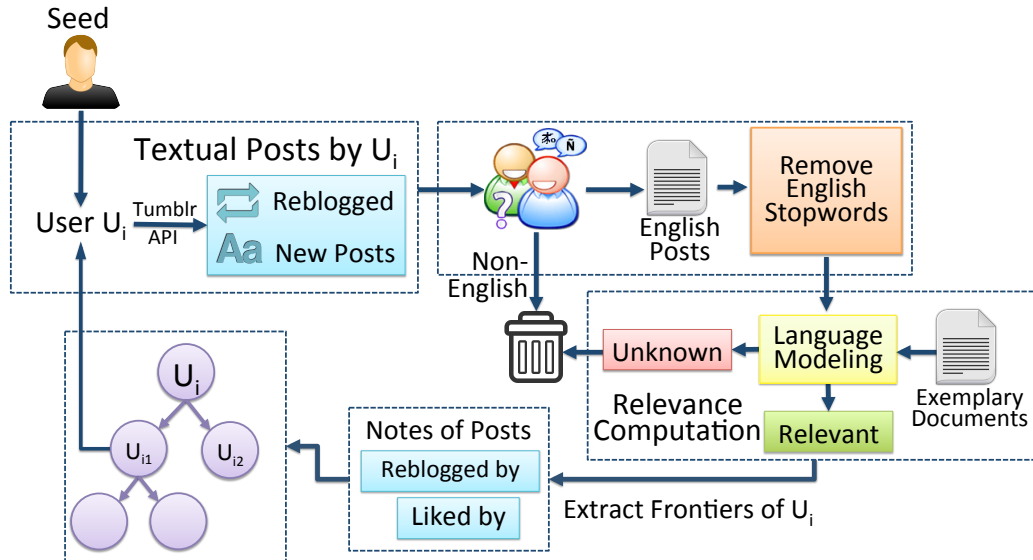 Seed
Textual Posts by Ui
User Ui
Tumblr
API
Reblogged
Aa
New Posts
Ñ
?
English
Posts
Remove
English
Stopwords
Non-
English
Unknown
Language
Modeling
Exemplary
Documents
Relevance
Computation
Relevant
Extract Frontiers of Ui
Notes of Posts
Reblogged by
Liked by
Ui
Ui1
Ui2